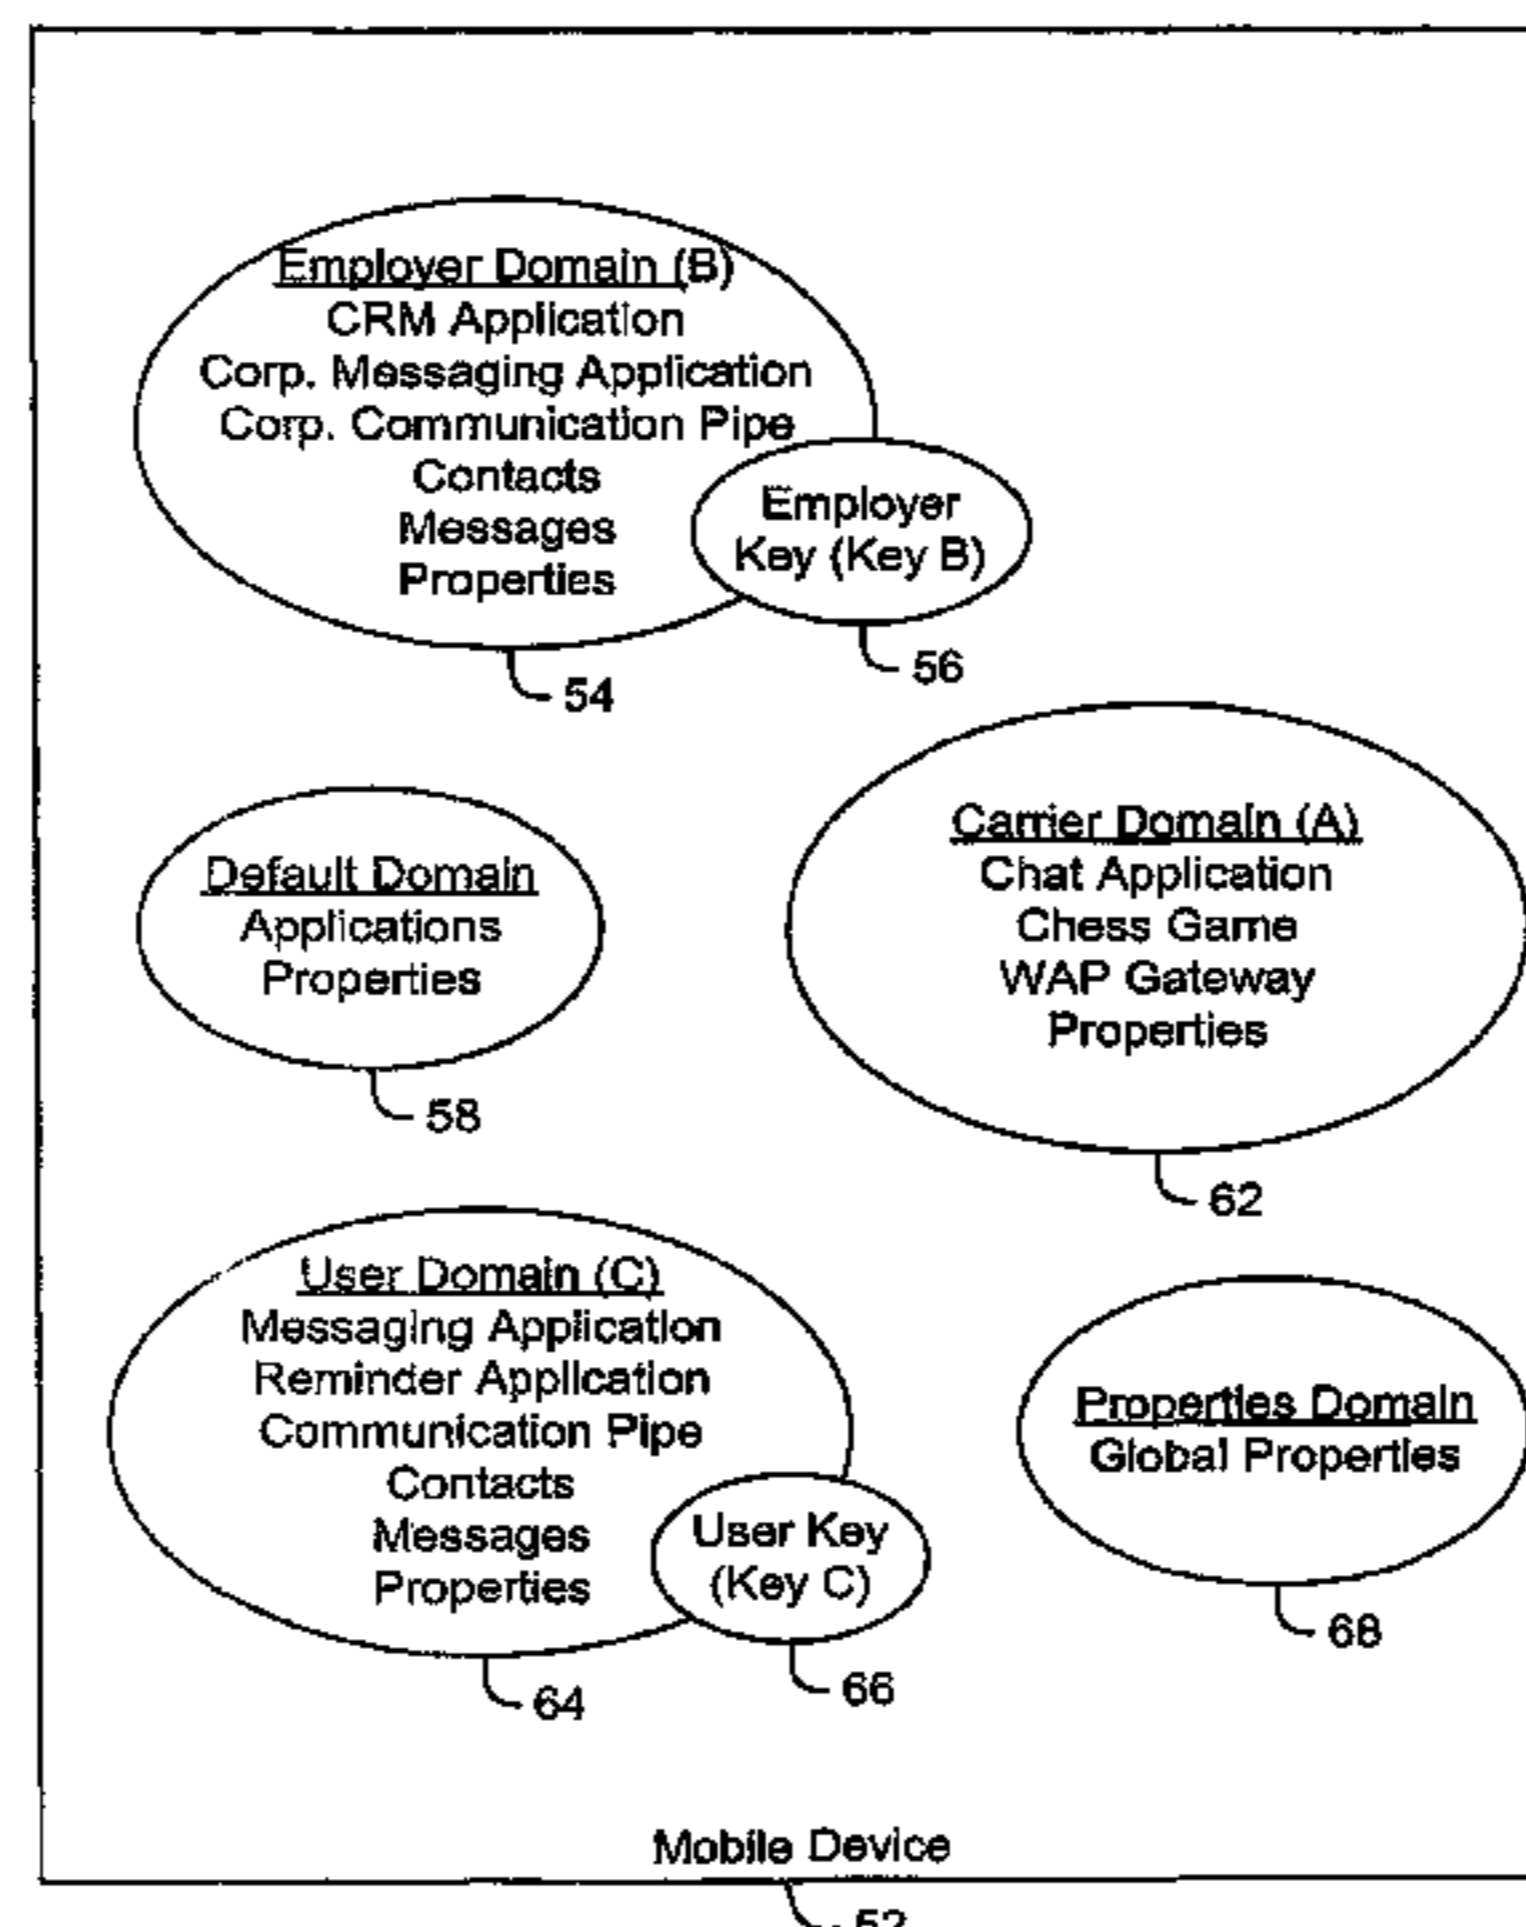 Employer Domain (B)
CRM Application
Corp. Messaging Application
Corp. Communication Pipe
Contacts
Messages
Properties
Employer
Key (Key B)
56
54
Default Domain
Applications
Properties
58
Carrier Domain (A)
Chat Application
Chess Game
WAP Gateway
Properties
62
User Domain (C)
Messaging Application
Reminder Application
Communication Pipe
Contacts
Messages
Properties
User Key
(Key C)
66
64
Properties Domain
Global Properties
68
Mobile Device
52